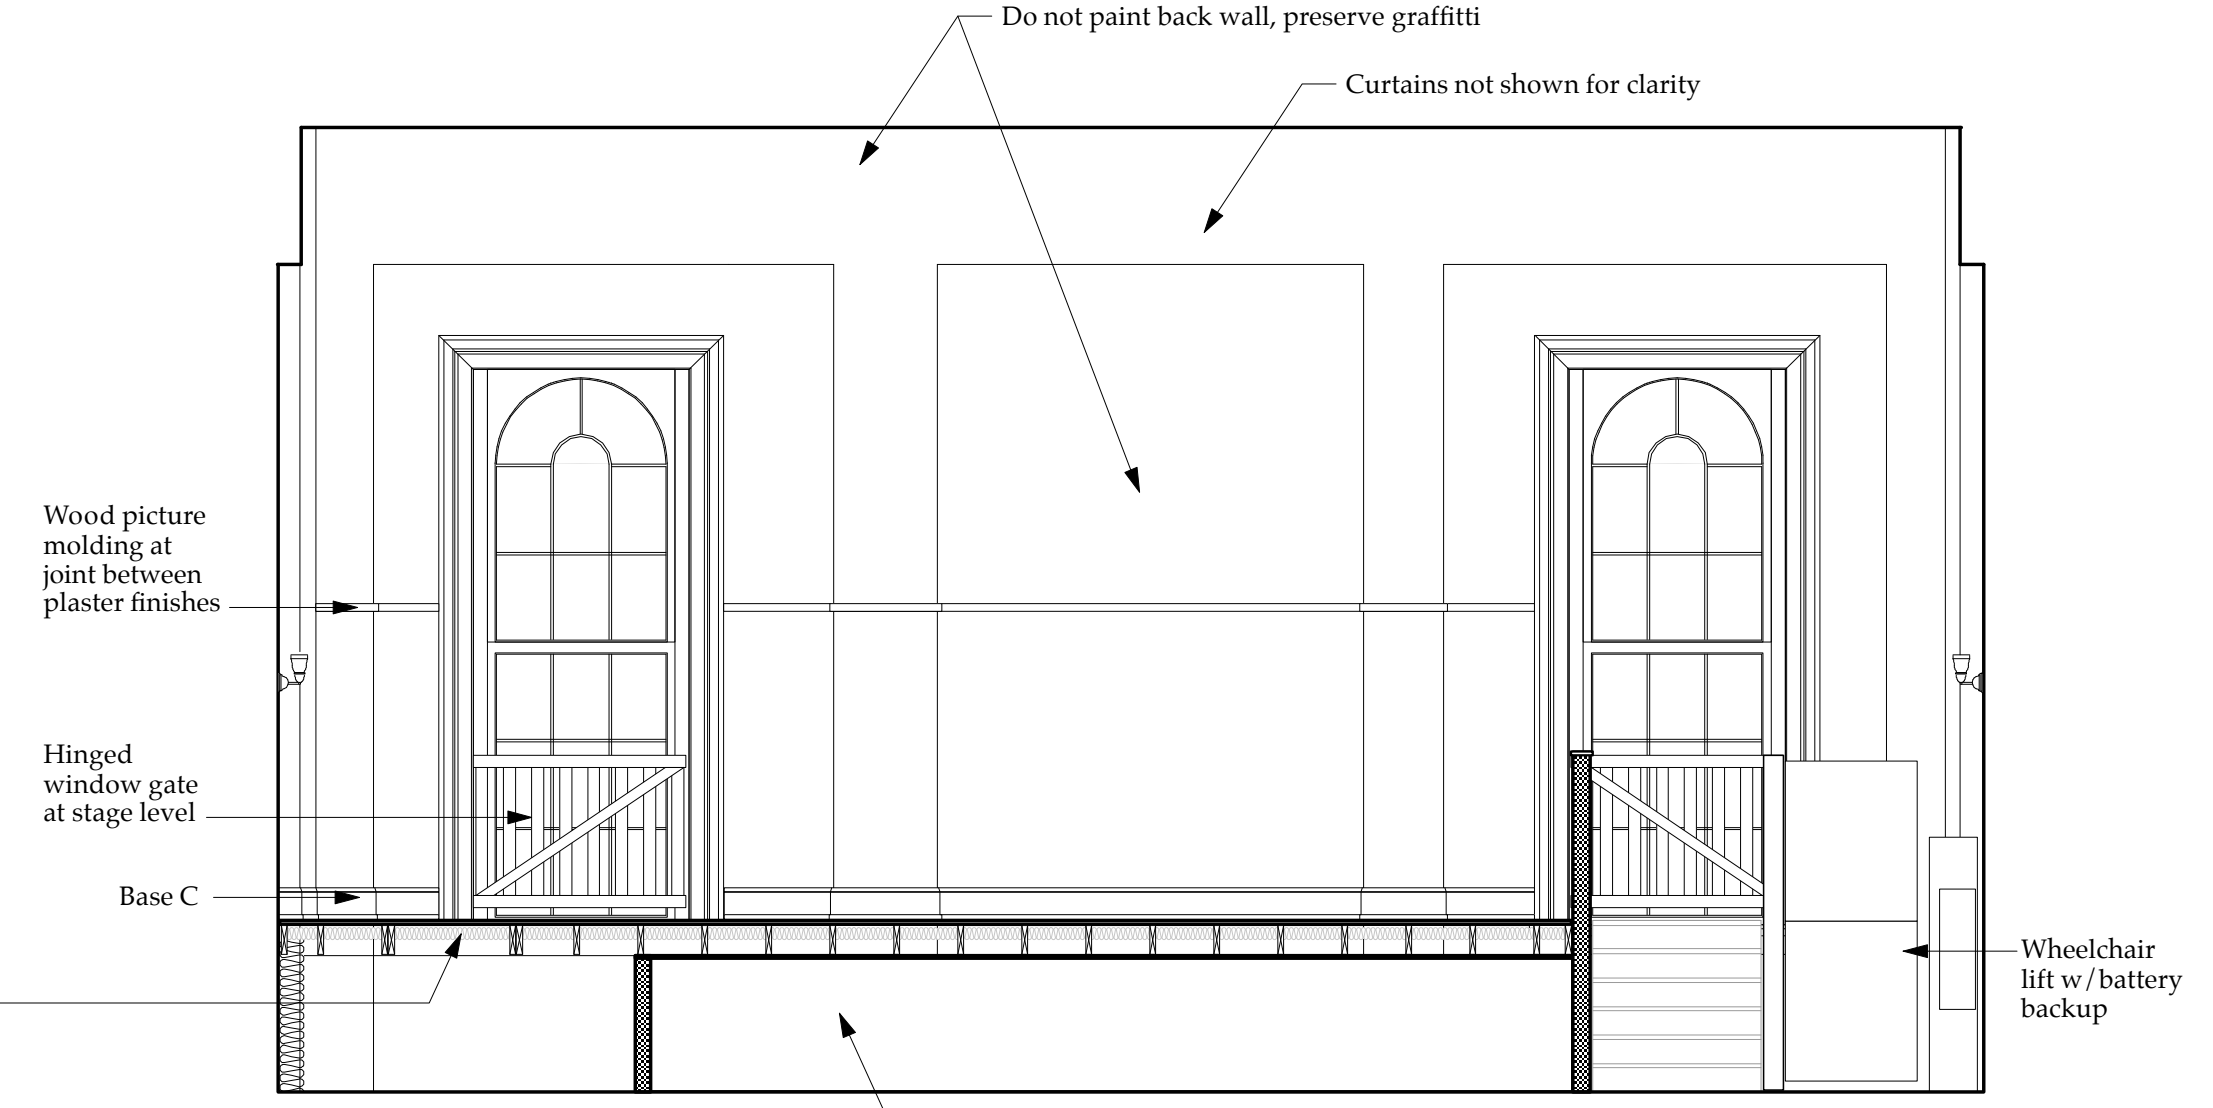 Do not paint back wall, preserve graffitti
Curtains not shown for clarity
Wood picture
molding at
joint between
plaster finishes
Hinged
window gate
at stage level
Base C
Wheelchair
lift w/battery
backup